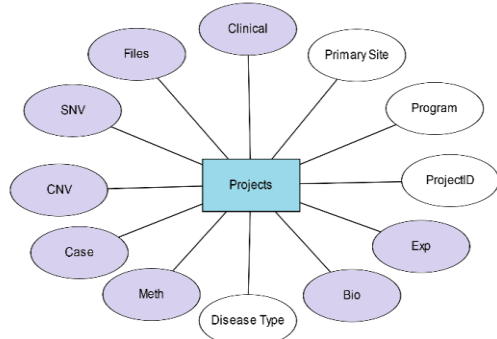 Clinical
Files
Primary Site
SNV
Program
Projects
CNV
ProjectID
Case
Exp
Meth
Bio
Disease Type